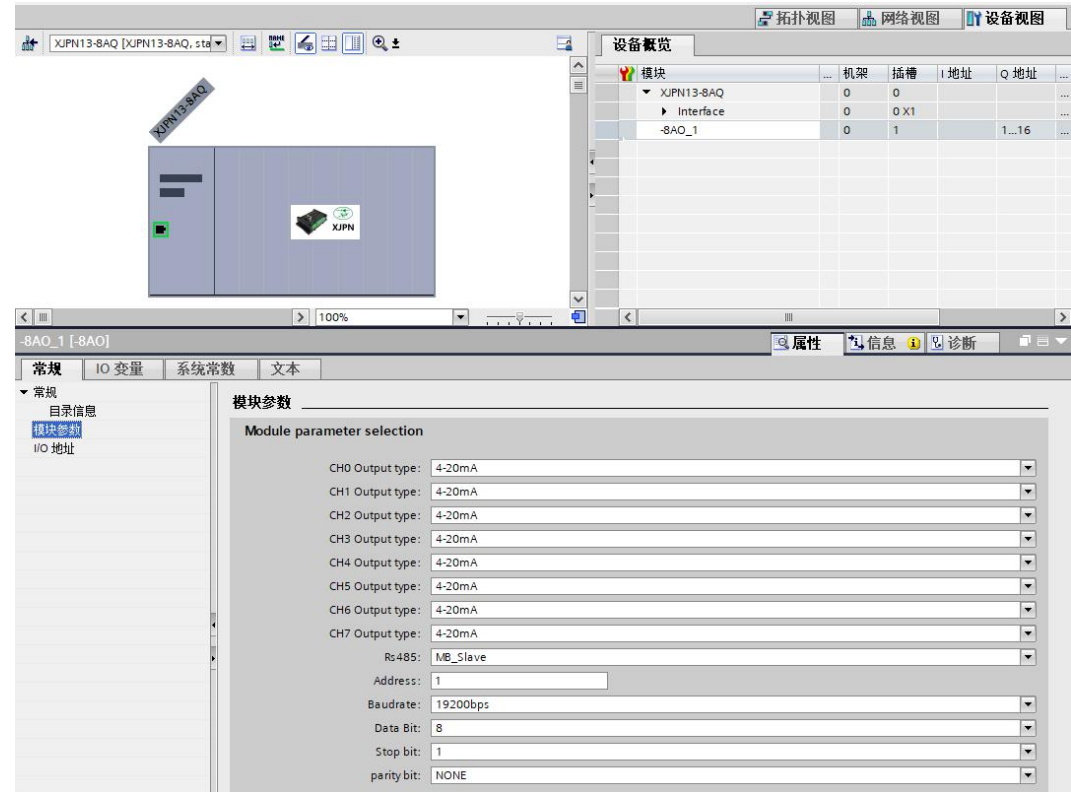 拓扑视图 网络视图 设备视图
XJPN13-8AQ [XJPN13-8AQ, sta
设备概览
模块 ... 机架 插槽 I 地址 Q 地址 ...
XJPN13-8AQ 0 0 ...
Interface 0 0 X1 ...
-8AO_1 0 1 1...16 ...
XJPN13-8AQ
XJPN
100%
-8AO_1 [-8AO]
属性 信息 诊断
常规 IO 变量 系统常数 文本
常规
目录信息
模块参数
I/O 地址
模块参数
Module parameter selection
CH0 Output type: 4-20mA
CH1 Output type: 4-20mA
CH2 Output type: 4-20mA
CH3 Output type: 4-20mA
CH4 Output type: 4-20mA
CH5 Output type: 4-20mA
CH6 Output type: 4-20mA
CH7 Output type: 4-20mA
Rs485: MB_Slave
Address: 1
Baudrate: 19200bps
Data Bit: 8
Stop bit: 1
parity bit: NONE